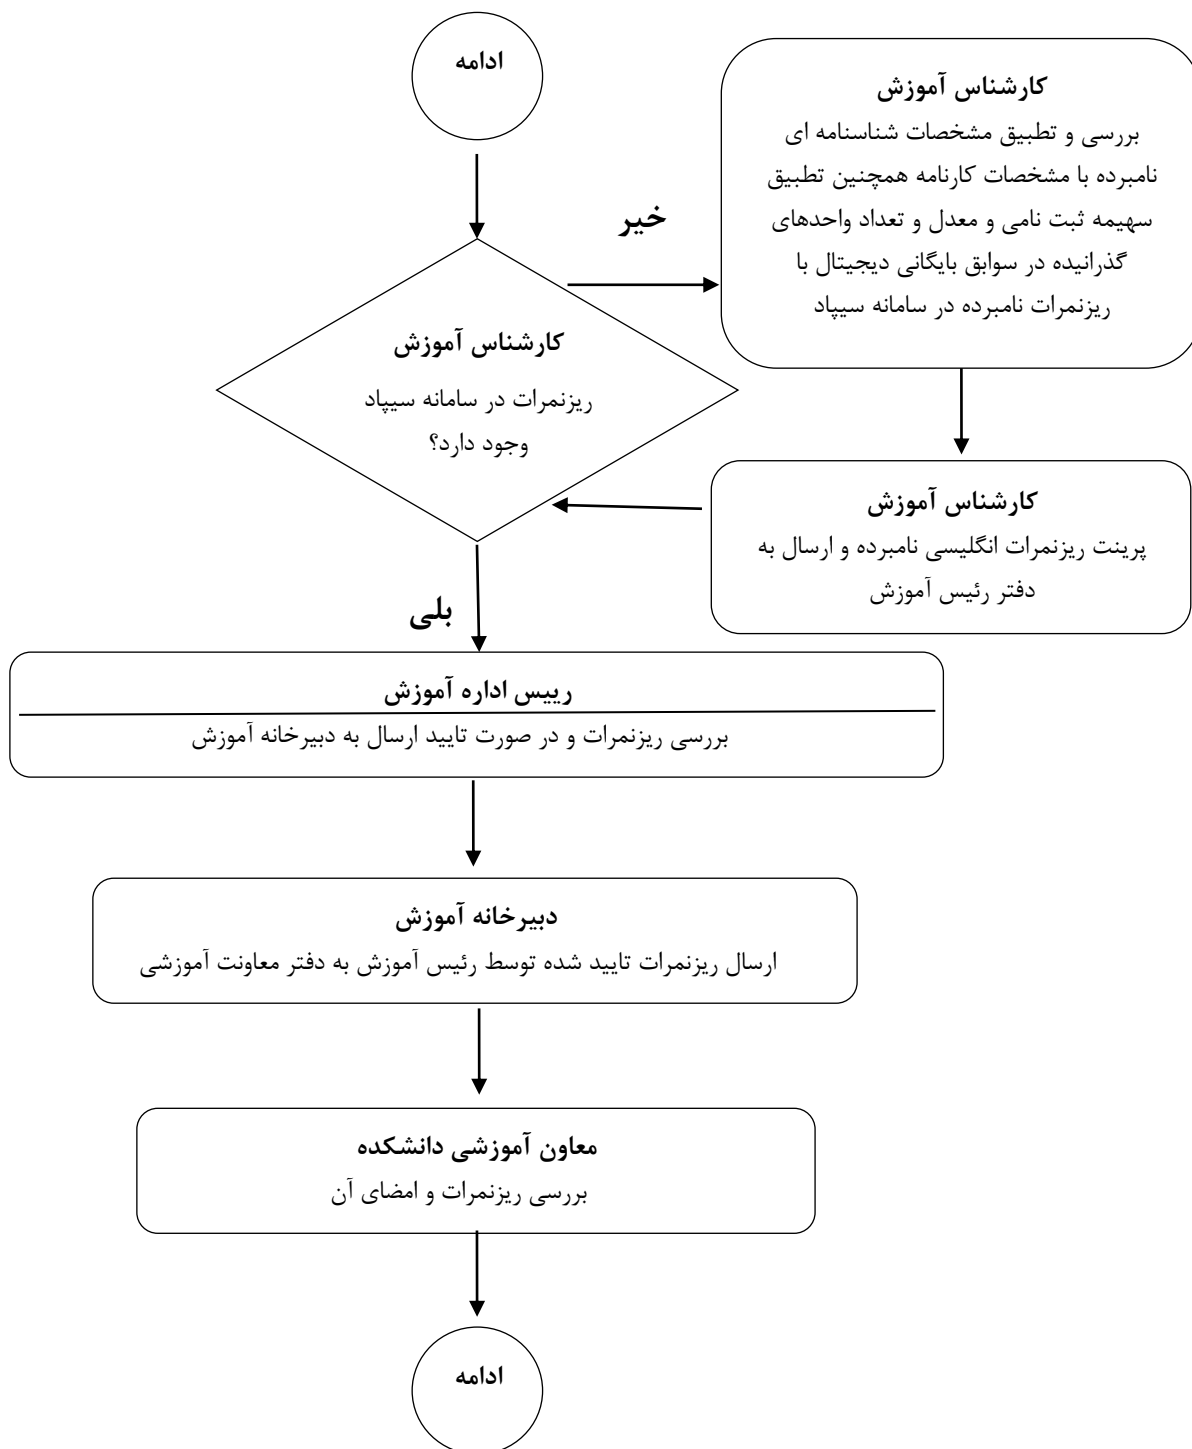 ادامه
خیر
کارشناس آموزش
بررسی و تطبیق مشخصات شناسنامه ای
نامبرده با مشخصات کارنامه همچنین تطبیق
سهیمه ثبت نامی و معدل و تعداد واحدهای
گذرانیده در سوابق بایگانی دیجیتال با
ریزنمرات نامبرده در سامانه سیپاد
کارشناس آموزش
ریزنمرات در سامانه سیپاد
وجود دارد؟
کارشناس آموزش
پرینت ریزنمرات انگلیسی نامبرده و ارسال به
دفتر رئیس آموزش
بلی
رییس اداره آموزش
بررسی ریزنمرات و در صورت تایید ارسال به دبیرخانه آموزش
دبیرخانه آموزش
ارسال ریزنمرات تایید شده توسط رئیس آموزش به دفتر معاونت آموزشی
معاون آموزشی دانشکده
بررسی ریزنمرات و امضای آن
ادامه